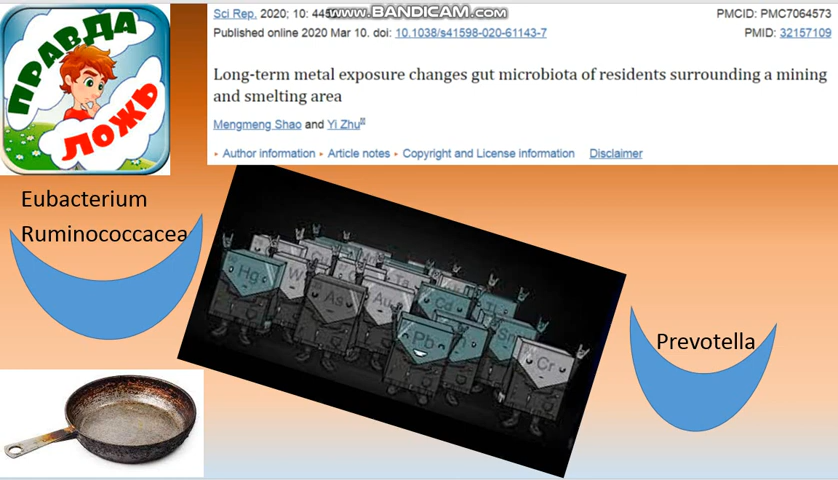 ПРАВДА
ЛОЖЬ
www.BANDICAM.com
Sci Rep. 2020; 10:
PMCID: PMC7064573
Published online 2020 Mar 10. doi: 10.1038/s41598-020-61143-7
PMID: 32157109
Long-term metal exposure changes gut microbiota of residents surrounding a mining
and smelting area
Mengmeng Shao and Yi Zhu
Author information Article notes Copyright and License information Disclaimer
Eubacterium
Ruminococcacea
Hg
W
As
Au
Ta
Cd
Pb
Sn
Cr
Prevotella